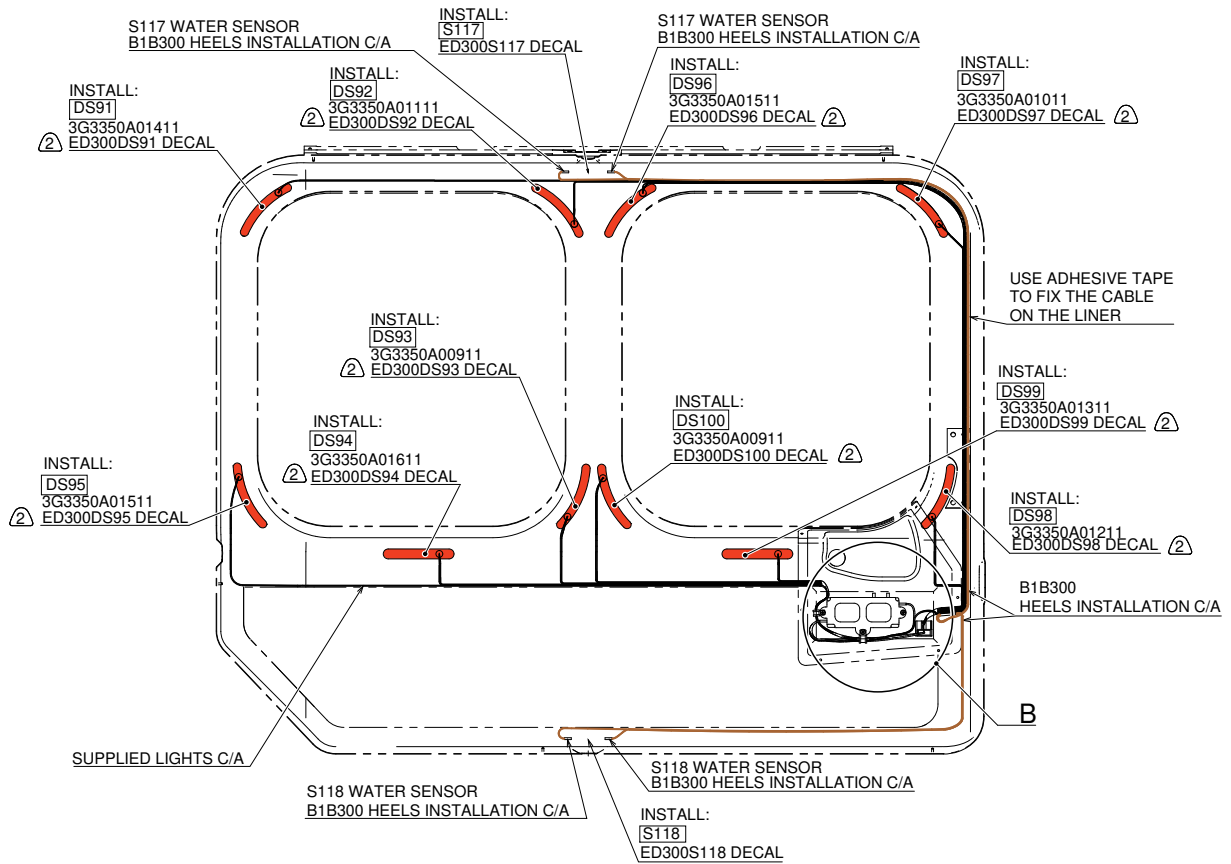 S117 WATER SENSOR
B1B300 HEELS INSTALLATION C/A
INSTALL:
S117
ED300S117 DECAL
S117 WATER SENSOR
B1B300 HEELS INSTALLATION C/A
INSTALL:
DS91
3G3350A01411
2 ED300DS91 DECAL
INSTALL:
DS92
3G3350A01111
2 ED300DS92 DECAL
INSTALL:
DS96
3G3350A01511
ED300DS96 DECAL 2
INSTALL:
DS97
3G3350A01011
ED300DS97 DECAL 2
USE ADHESIVE TAPE
TO FIX THE CABLE
ON THE LINER
INSTALL:
DS93
3G3350A00911
2 ED300DS93 DECAL
INSTALL:
DS99
3G3350A01311
ED300DS99 DECAL 2
INSTALL:
DS94
3G3350A01611
2 ED300DS94 DECAL
INSTALL:
DS100
3G3350A00911
ED300DS100 DECAL 2
INSTALL:
DS95
3G3350A01511
2 ED300DS95 DECAL
INSTALL:
DS98
3G3350A01211
ED300DS98 DECAL 2
B1B300
HEELS INSTALLATION C/A
B
SUPPLIED LIGHTS C/A
S118 WATER SENSOR
B1B300 HEELS INSTALLATION C/A
S118 WATER SENSOR
B1B300 HEELS INSTALLATION C/A
INSTALL:
S118
ED300S118 DECAL